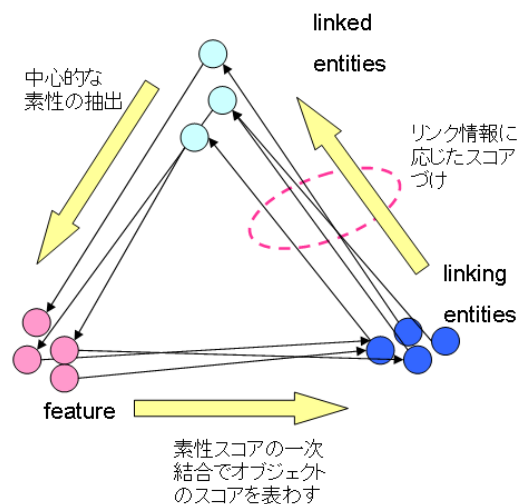 linked
entities
中心的な
素性の抽出
リンク情報に
応じたスコア
づけ
linking
entities
feature
素性スコアの一次
結合でオブジェクト
のスコアを表わす